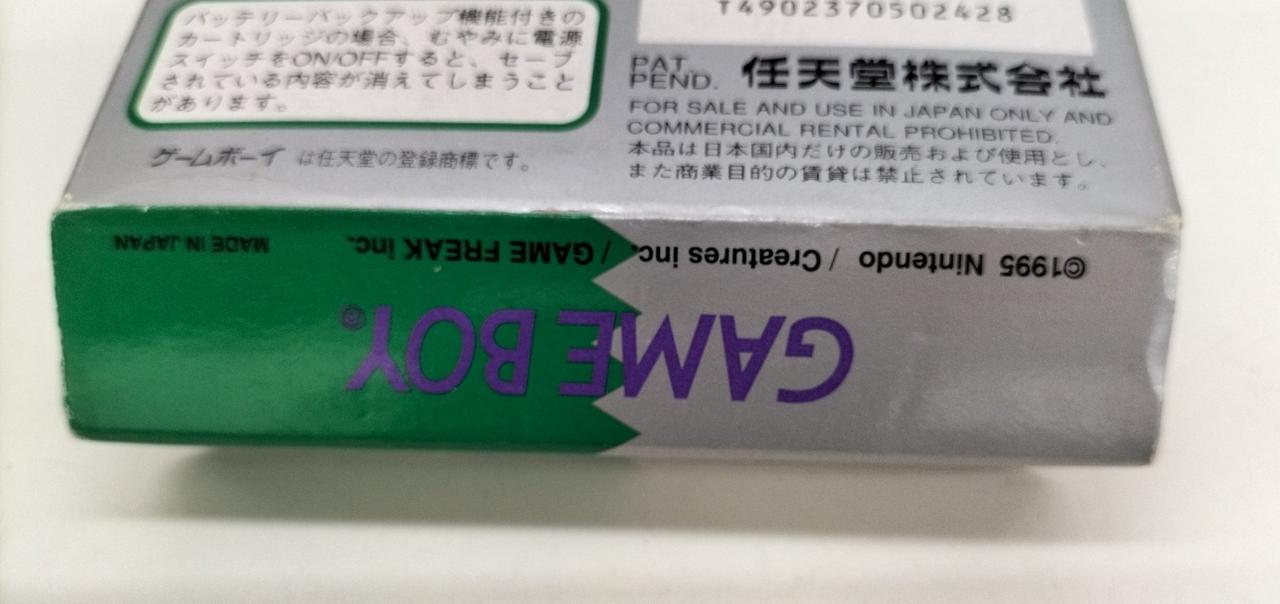 バッテリーバックアップ機能付きの
カートリッジの場合、むやみに電源
スイッチをON/OFFすると、セーブ
されている内容が消えてしまうこと
があります。
ゲームボーイ は任天堂の登録商標です。
T4902370502428
PAT. PEND. 任天堂株式会社
FOR SALE AND USE IN JAPAN ONLY AND
COMMERCIAL RENTAL PROHIBITED.
本品は日本国内だけの販売および使用とし、
また商業目的の賃貸は禁止されています。
©1995 Nintendo / Creatures inc. / GAME FREAK inc. MADE IN JAPAN
GAME BOY®